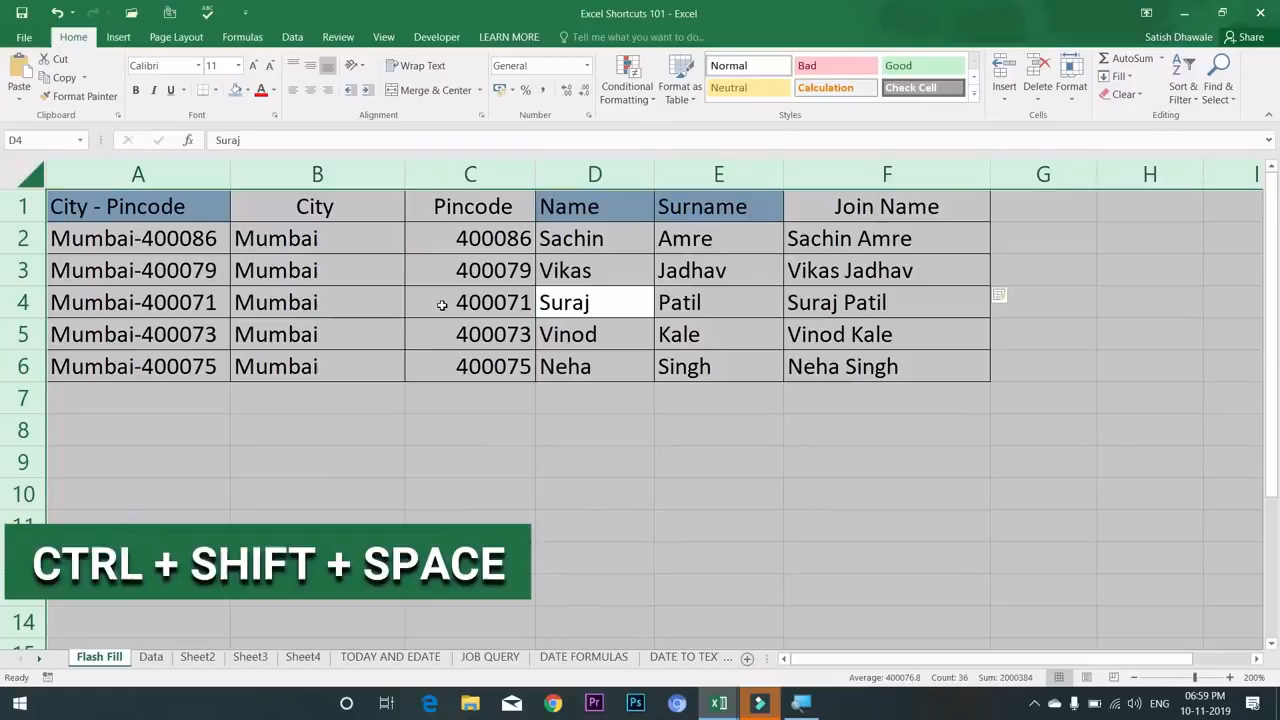 Excel Shortcuts 101 - Excel
File Home Insert Page Layout Formulas Data Review View Developer LEARN MORE Tell me what you want to do Satish Dhawale Share
Cut
Copy
Format Painter
Paste
Clipboard
Calibri 11
B I U
Font
Wrap Text
Merge & Center
Alignment
General
Number
Conditional Formatting
Format as Table
Normal Bad Good
Neutral Calculation Check Cell
Styles
Insert Delete Format
Cells
AutoSum
Fill
Clear
Sort & Filter
Find & Select
Editing
D4 fx Suraj
A B C D E F G H I
1 City - Pincode City Pincode Name Surname Join Name
2 Mumbai-400086 Mumbai 400086 Sachin Amre Sachin Amre
3 Mumbai-400079 Mumbai 400079 Vikas Jadhav Vikas Jadhav
4 Mumbai-400071 Mumbai 400071 Suraj Patil Suraj Patil
5 Mumbai-400073 Mumbai 400073 Vinod Kale Vinod Kale
6 Mumbai-400075 Mumbai 400075 Neha Singh Neha Singh
7
8
9
10
CTRL + SHIFT + SPACE
14
Flash Fill Data Sheet2 Sheet3 Sheet4 TODAY AND EDATE JOB QUERY DATE FORMULAS DATE TO TEX ...
Ready Average: 400076.8 Count: 36 Sum: 2000384 200%
Pr Ps ENG 06:59 PM
10-11-2019